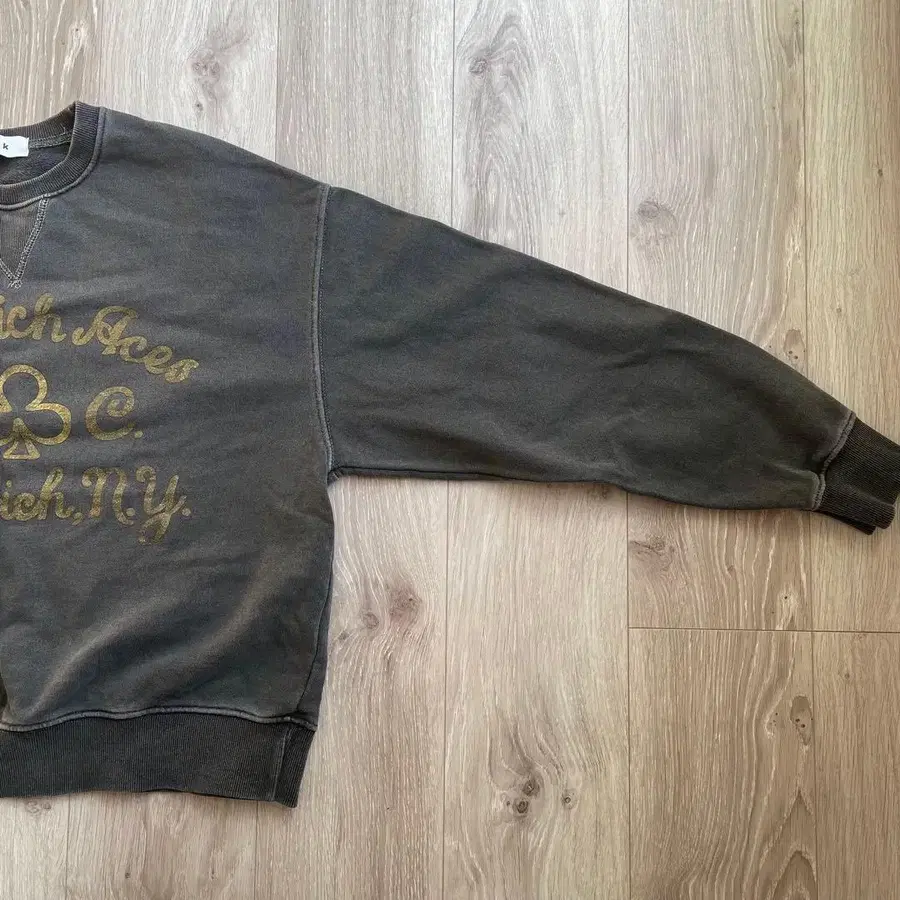 k
ich Aces
C.
ich, N.Y.